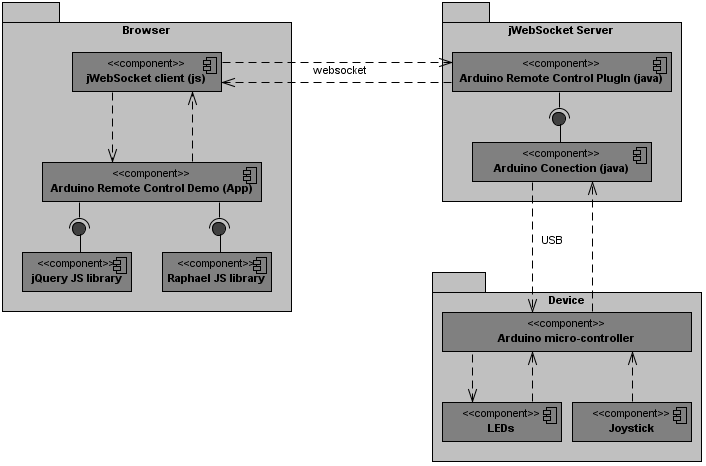 Browser
<<component>>
jWebSocket client (js)
<<component>>
Arduino Remote Control Demo (App)
<<component>>
jQuery JS library
<<component>>
Raphael JS library
websocket
jWebSocket Server
<<component>>
Arduino Remote Control PlugIn (java)
<<component>>
Arduino Conection (java)
USB
Device
<<component>>
Arduino micro-controller
<<component>>
LEDs
<<component>>
Joystick